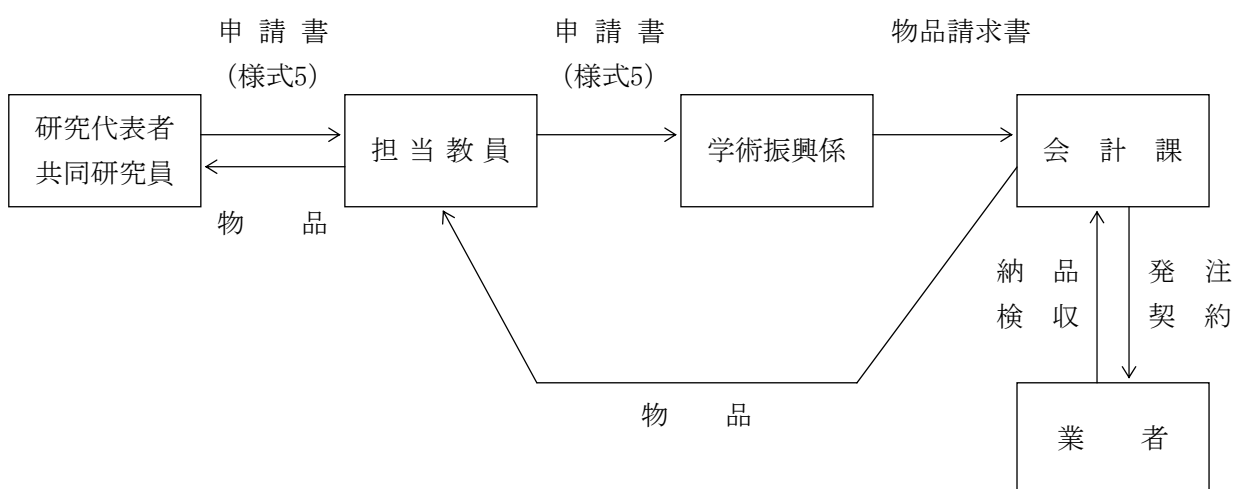 申 請 書
(様式5)
申 請 書
(様式5)
物品請求書
研究代表者
共同研究員
担 当 教 員
学術振興係
会 計 課
物 品
納 品
検 収
発 注
契 約
物 品
業 者